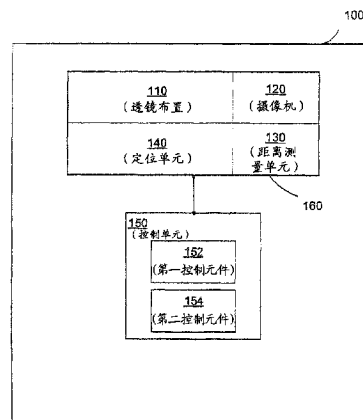 100
110
(透镜布置)
120
(摄像机)
140
(定位单元)
130
(距离测
量单元)
160
150
(控制单元)
152
(第一控制元件)
154
(第二控制元件)